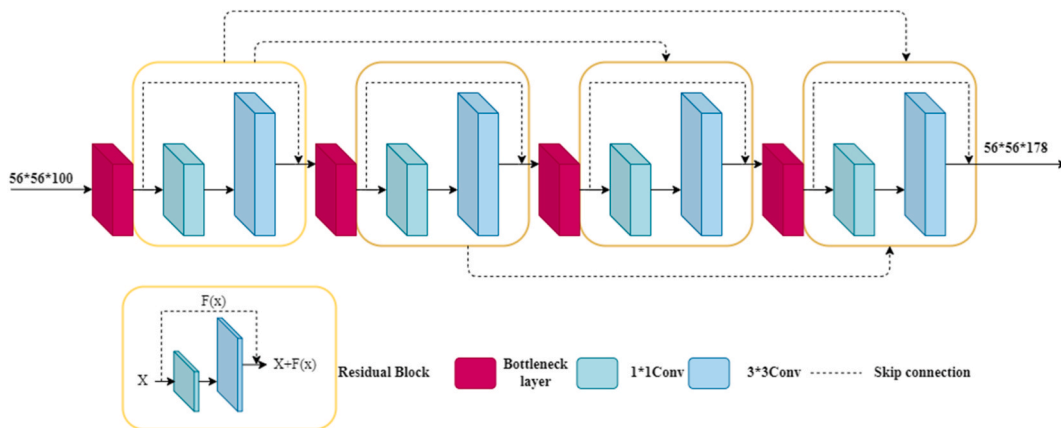 56*56*100
56*56*178
F(x)
X
X+F(x)
Residual Block
Bottleneck
layer
1*1Conv
3*3Conv
Skip connection